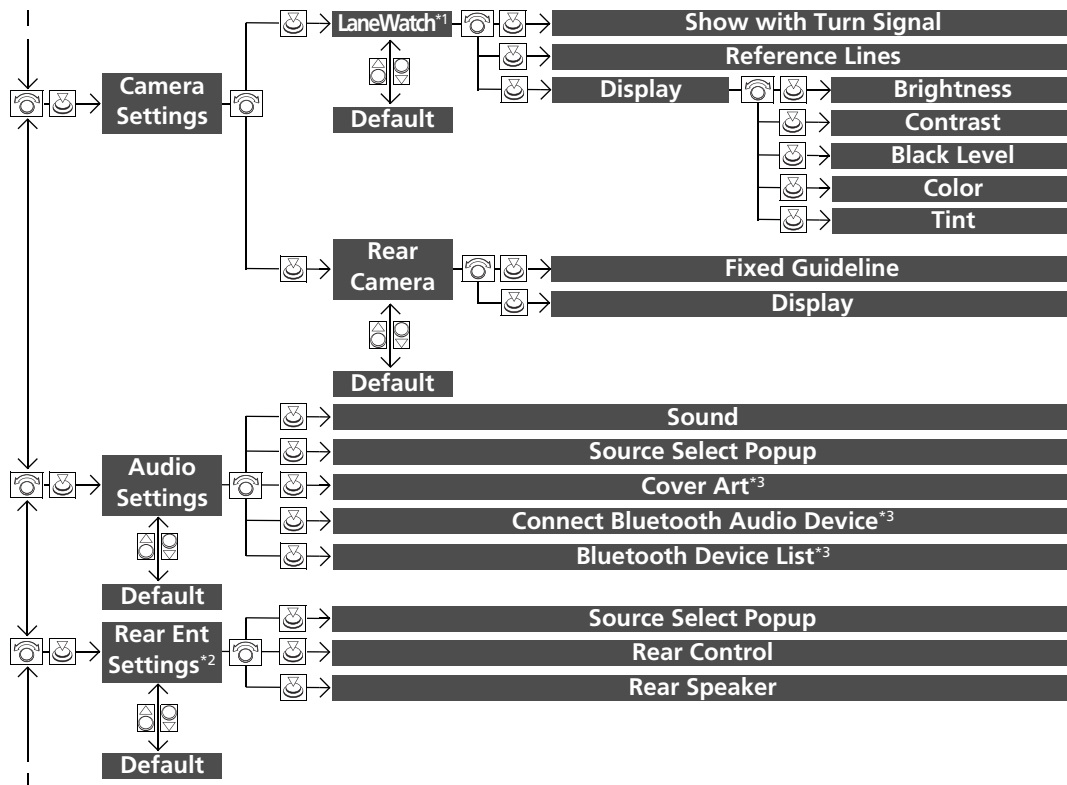 LaneWatch*1
Show with Turn Signal
Reference Lines
Camera
Settings
Display
Brightness
Default
Contrast
Black Level
Color
Tint
Rear
Camera
Fixed Guideline
Display
Default
Sound
Audio
Settings
Source Select Popup
Cover Art*3
Connect Bluetooth Audio Device*3
Bluetooth Device List*3
Default
Rear Ent
Settings*2
Source Select Popup
Rear Control
Rear Speaker
Default